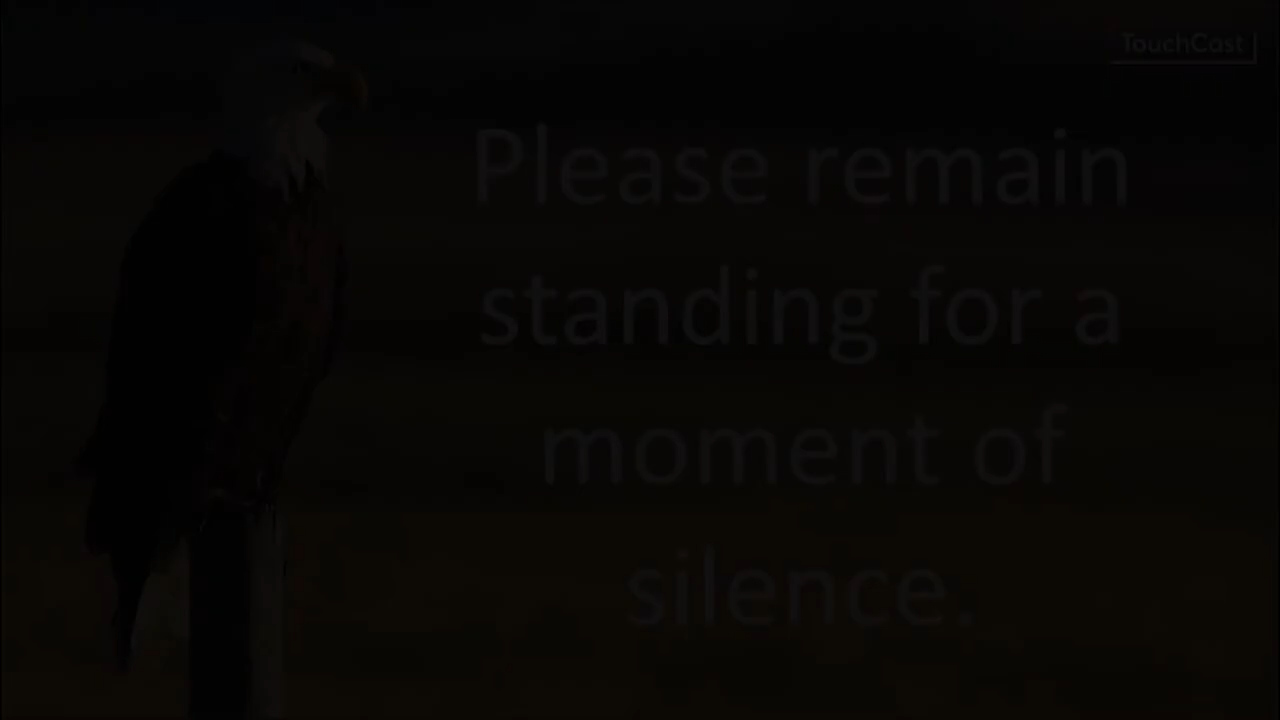 TouchCast
Please remain
standing for a
moment of
silence.